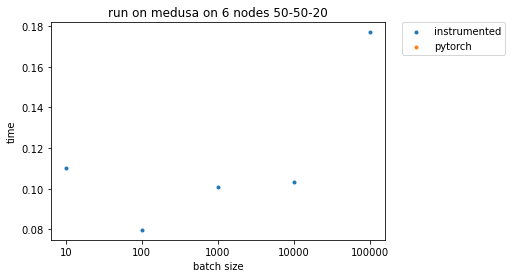 run on medusa on 6 nodes 50-50-20
instrumented
pytorch
0.18
0.16
0.14
0.12
0.10
0.08
time
10 100 1000 10000 100000
batch size